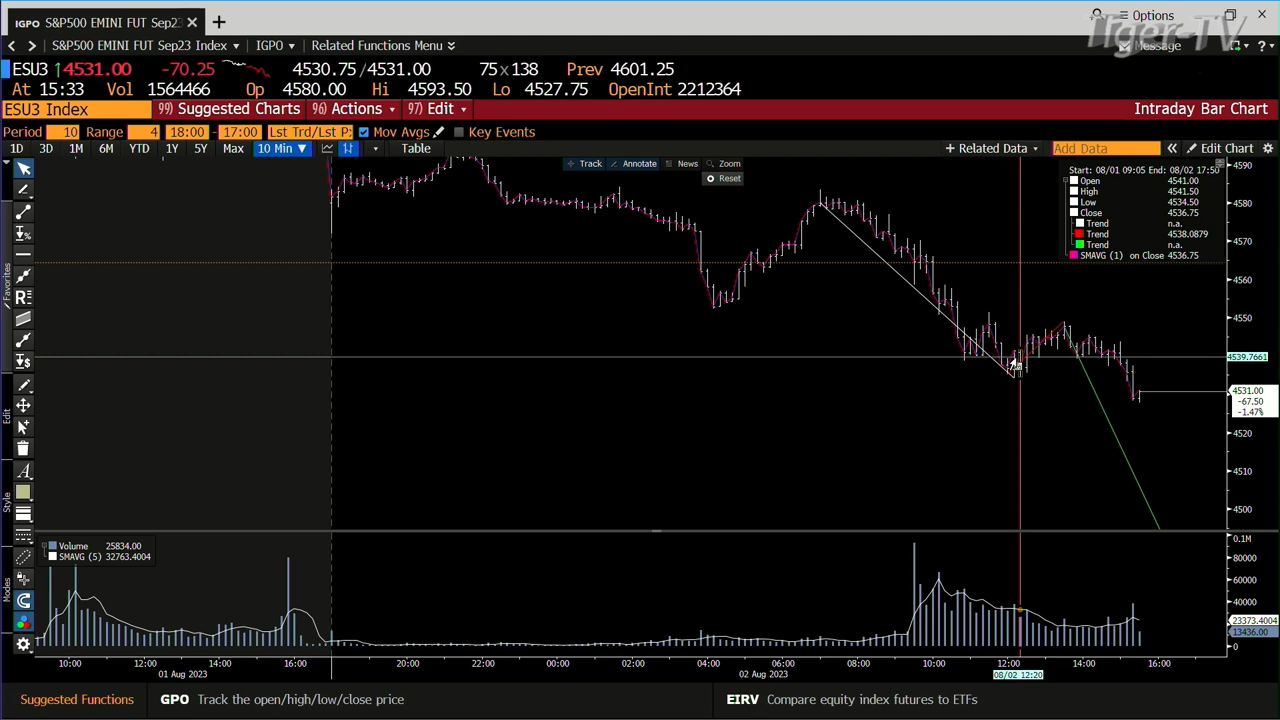 IGPO S&P500 EMINI FUT Sep23 × +
Options
Tiger-TV
S&P500 EMINI FUT Sep23 Index IGPO Related Functions Menu
Message ?
ESU3 ↑4531.00 -70.25 4530.75/4531.00 75x138 Prev 4601.25
At 15:33 Vol 1564466 Op 4580.00 Hi 4593.50 Lo 4527.75 OpenInt 2212364
ESU3 Index 99) Suggested Charts 96) Actions 97) Edit Intraday Bar Chart
Period 10 Range 4 18:00 - 17:00 Lst Trd/Lst P: Mov Avgs Key Events
1D 3D 1M 6M YTD 1Y 5Y Max 10 Min ▼ Table + Related Data Add Data « Edit Chart
Track Annotate News Zoom
Reset
Start: 08/01 09:05 End: 08/02 17:50
Open 4541.00
High 4541.50
Low 4534.50
Close 4536.75
Trend n.a.
Trend 4538.0879
Trend n.a.
SMAVG (1) on Close 4536.75
4590
4580
4570
4560
4550
4539.7661
4531.00
-67.50
-1.47%
4520
4510
4500
Favorites
Edit
Style
Modes
Volume 25834.00
SMAVG (5) 32763.4004
0.1M
80000
60000
40000
23373.4004
13436.00
0
10:00 12:00 14:00 16:00 20:00 22:00 00:00 02:00 04:00 06:00 08:00 10:00 12:00 14:00 16:00
01 Aug 2023 02 Aug 2023 08/02 12:20
Suggested Functions GPO Track the open/high/low/close price EIRV Compare equity index futures to ETFs